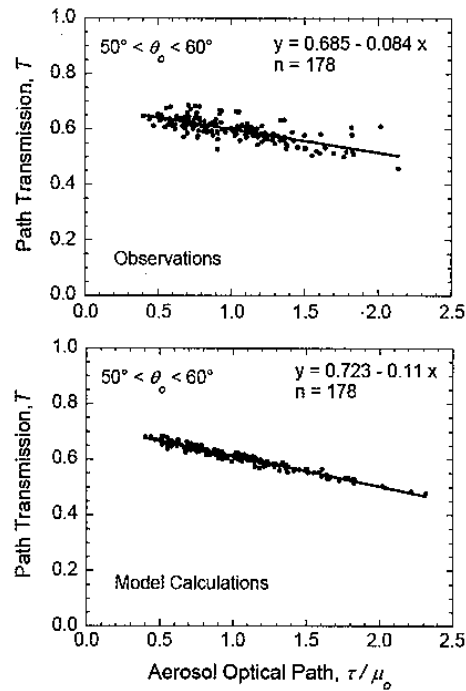 1.0
50° < θo < 60°
y = 0.685 - 0.084 x
n = 178
0.8
0.6
0.4
0.2
0.0
Path Transmission, T
Observations
0.0 0.5 1.0 1.5 2.0 2.5
1.0
50° < θo < 60°
y = 0.723 - 0.11 x
n = 178
0.8
0.6
0.4
0.2
0.0
Path Transmission, T
Model Calculations
0.0 0.5 1.0 1.5 2.0 2.5
Aerosol Optical Path, τ / μo